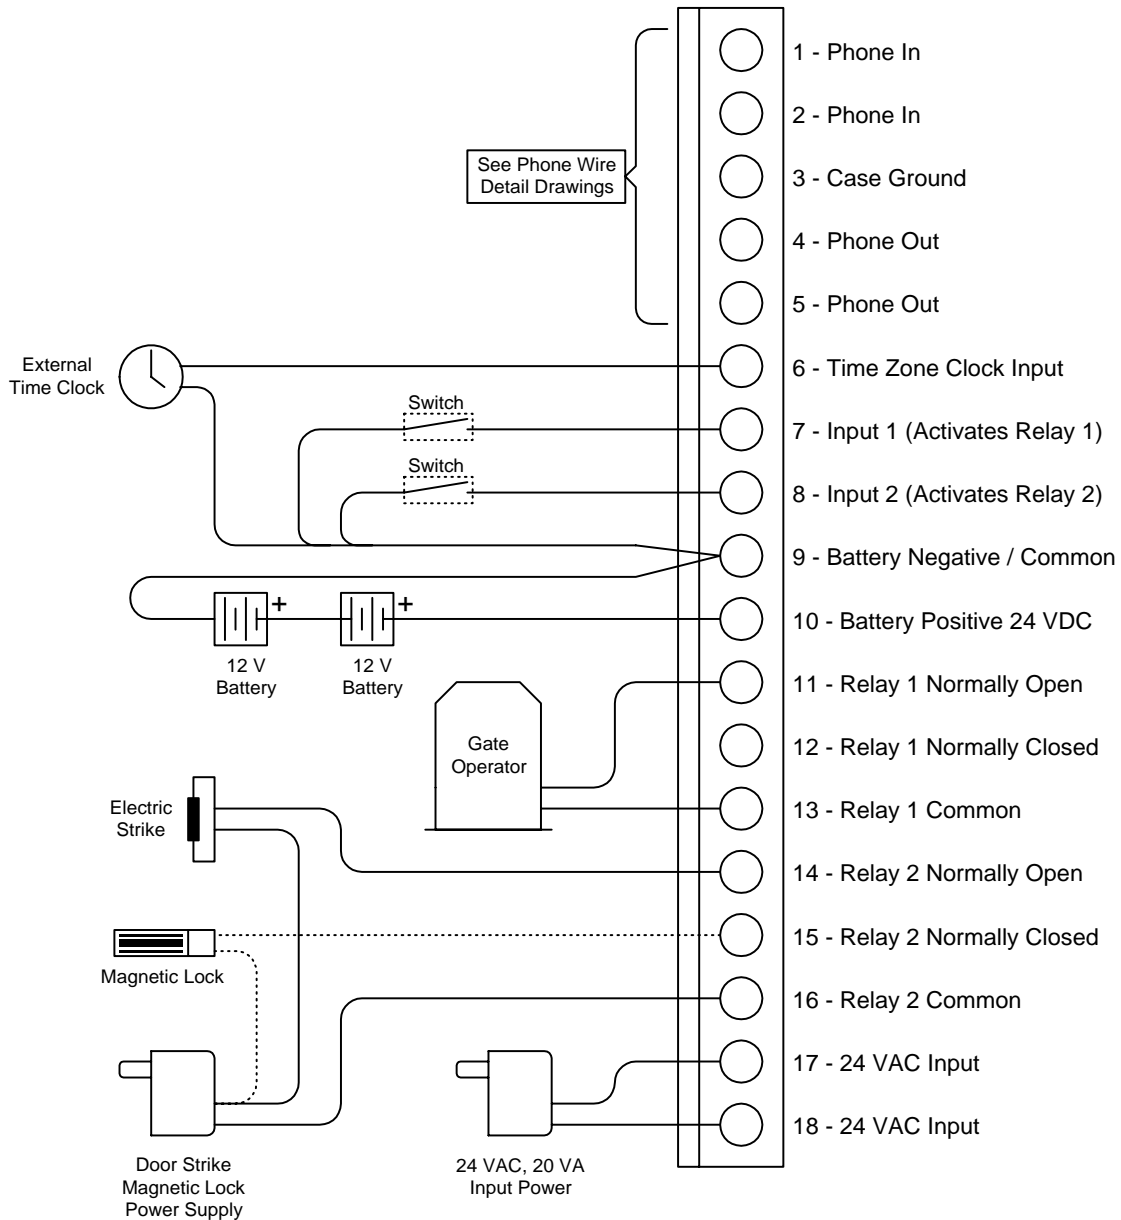 1 - Phone In
2 - Phone In
See Phone Wire
Detail Drawings
3 - Case Ground
4 - Phone Out
5 - Phone Out
External
Time Clock
6 - Time Zone Clock Input
Switch
7 - Input 1 (Activates Relay 1)
Switch
8 - Input 2 (Activates Relay 2)
9 - Battery Negative / Common
+
+
10 - Battery Positive 24 VDC
12 V
Battery
12 V
Battery
11 - Relay 1 Normally Open
Gate
Operator
12 - Relay 1 Normally Closed
Electric
Strike
13 - Relay 1 Common
14 - Relay 2 Normally Open
15 - Relay 2 Normally Closed
Magnetic Lock
16 - Relay 2 Common
17 - 24 VAC Input
18 - 24 VAC Input
Door Strike
Magnetic Lock
Power Supply
24 VAC, 20 VA
Input Power